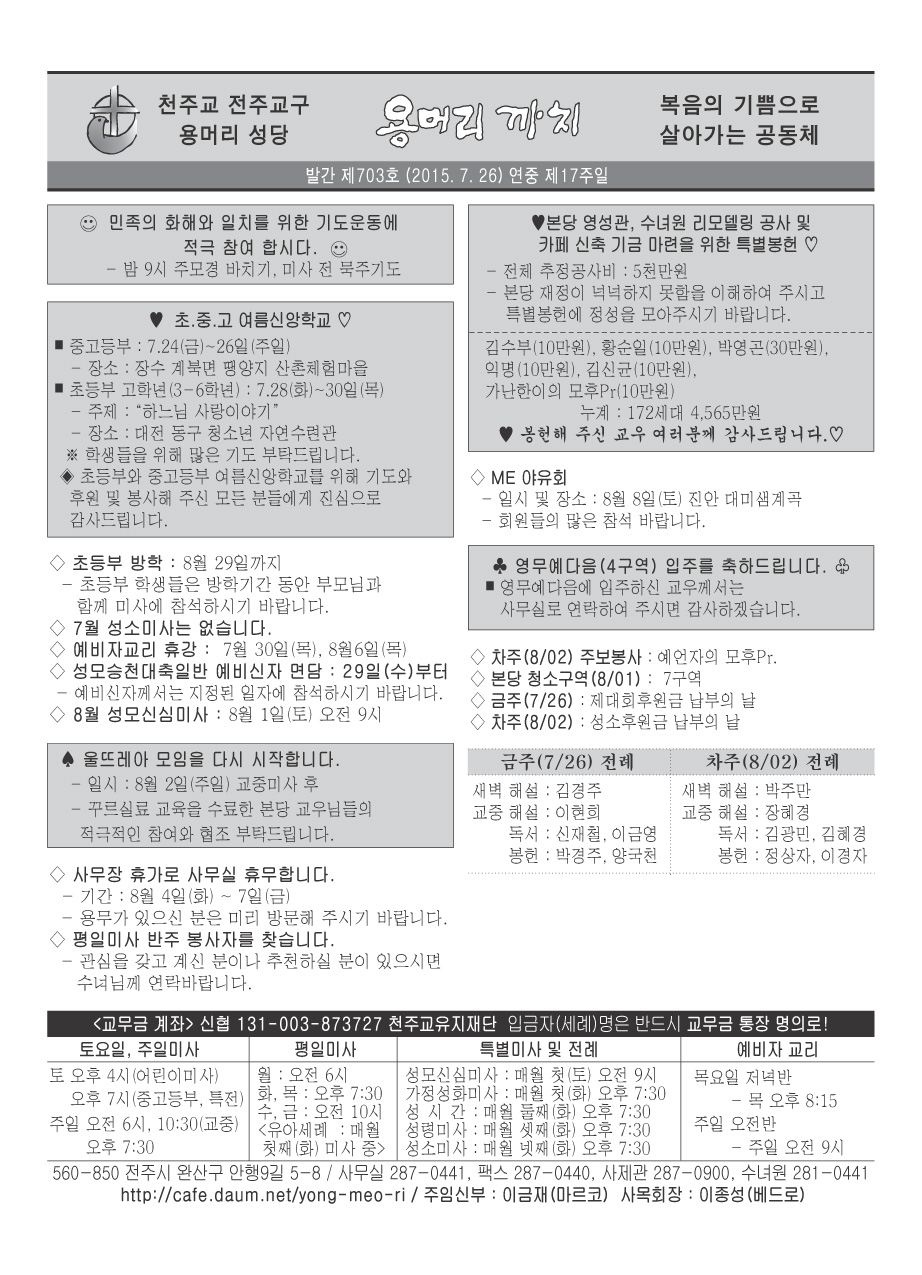 천주교 전주교구
용머리 성당
용머리 까치
복음의 기쁨으로
살아가는 공동체
발간 제703호 (2015. 7. 26) 연중 제17주일
☺ 민족의 화해와 일치를 위한 기도운동에
적극 참여 합시다. ☺
- 밤 9시 주모경 바치기, 미사 전 묵주기도
♥ 초.중.고 여름신앙학교 ♡
■ 중고등부 : 7.24(금)~26일(주일)
- 장소 : 장수 계북면 땅양지 산촌체험마을
■ 초등부 고학년(3-6학년) : 7.28(화)~30일(목)
- 주제 : “하느님 사랑이야기”
- 장소 : 대전 동구 청소년 자연수련관
※ 학생들을 위해 많은 기도 부탁드립니다.
◈ 초등부와 중고등부 여름신앙학교를 위해 기도와
후원 및 봉사해 주신 모든 분들에게 진심으로
감사드립니다.
◇ 초등부 방학 : 8월 29일까지
- 초등부 학생들은 방학기간 동안 부모님과
함께 미사에 참석하시기 바랍니다.
◇ 7월 성소미사는 없습니다.
◇ 예비자교리 휴강 : 7월 30일(목), 8월6일(목)
◇ 성모승천대축일반 예비신자 면담 : 29일(수)부터
- 예비신자께서는 지정된 일자에 참석하시기 바랍니다.
◇ 8월 성모신심미사 : 8월 1일(토) 오전 9시
♠ 울뜨레아 모임을 다시 시작합니다.
- 일시 : 8월 2일(주일) 교중미사 후
- 꾸르실료 교육을 수료한 본당 교우님들의
적극적인 참여와 협조 부탁드립니다.
◇ 사무장 휴가로 사무실 휴무합니다.
- 기간 : 8월 4일(화) ~ 7일(금)
- 용무가 있으신 분은 미리 방문해 주시기 바랍니다.
◇ 평일미사 반주 봉사자를 찾습니다.
- 관심을 갖고 계신 분이나 추천하실 분이 있으시면
수녀님께 연락바랍니다.
♥본당 영성관, 수녀원 리모델링 공사 및
카페 신축 기금 마련을 위한 특별봉헌 ♡
- 전체 추정공사비 : 5천만원
- 본당 재정이 넉넉하지 못함을 이해하여 주시고
특별봉헌에 정성을 모아주시기 바랍니다.
김수부(10만원), 황순일(10만원), 박영곤(30만원),
익명(10만원), 김신균(10만원),
가난한이의 모후Pr(10만원)
누계 : 172세대 4,565만원
♥ 봉헌해 주신 교우 여러분께 감사드립니다.♡
◇ ME 야유회
- 일시 및 장소 : 8월 8일(토) 진안 대미샘계곡
- 회원들의 많은 참석 바랍니다.
♣ 영무예다음(4구역) 입주를 축하드립니다. ♧
■ 영무예다음에 입주하신 교우께서는
사무실로 연락하여 주시면 감사하겠습니다.
◇ 차주(8/02) 주보봉사 : 예언자의 모후Pr.
◇ 본당 청소구역(8/01) : 7구역
◇ 금주(7/26) : 제대회후원금 납부의 날
◇ 차주(8/02) : 성소후원금 납부의 날
금주(7/26) 전례 차주(8/02) 전례
새벽 해설 : 김경주 새벽 해설 : 박주만
교중 해설 : 이현희 교중 해설 : 장혜경
독서 : 신재철, 이금영 독서 : 김광민, 김혜경
봉헌 : 박경주, 양국천 봉헌 : 정상자, 이경자
<교무금 계좌> 신협 131-003-873727 천주교유지재단 입금자(세례)명은 반드시 교무금 통장 명의로!
토요일, 주일미사 평일미사 특별미사 및 전례 예비자 교리
토 오후 4시(어린이미사)
오후 7시(중고등부, 특전)
주일 오전 6시, 10:30(교중)
오후 7:30
월 : 오전 6시
화, 목 : 오후 7:30
수, 금 : 오전 10시
<유아세례 : 매월
첫째(화) 미사 중>
성모신심미사 : 매월 첫(토) 오전 9시
가정성화미사 : 매월 첫(화) 오후 7:30
성 시 간 : 매월 둘째(화) 오후 7:30
성령미사 : 매월 셋째(화) 오후 7:30
성소미사 : 매월 넷째(화) 오후 7:30
목요일 저녁반
- 목 오후 8:15
주일 오전반
- 주일 오전 9시
560-850 전주시 완산구 안행9길 5-8 / 사무실 287-0441, 팩스 287-0440, 사제관 287-0900, 수녀원 281-0441
http://cafe.daum.net/yong-meo-ri / 주임신부 : 이금재(마르코) 사목회장 : 이종성(베드로)